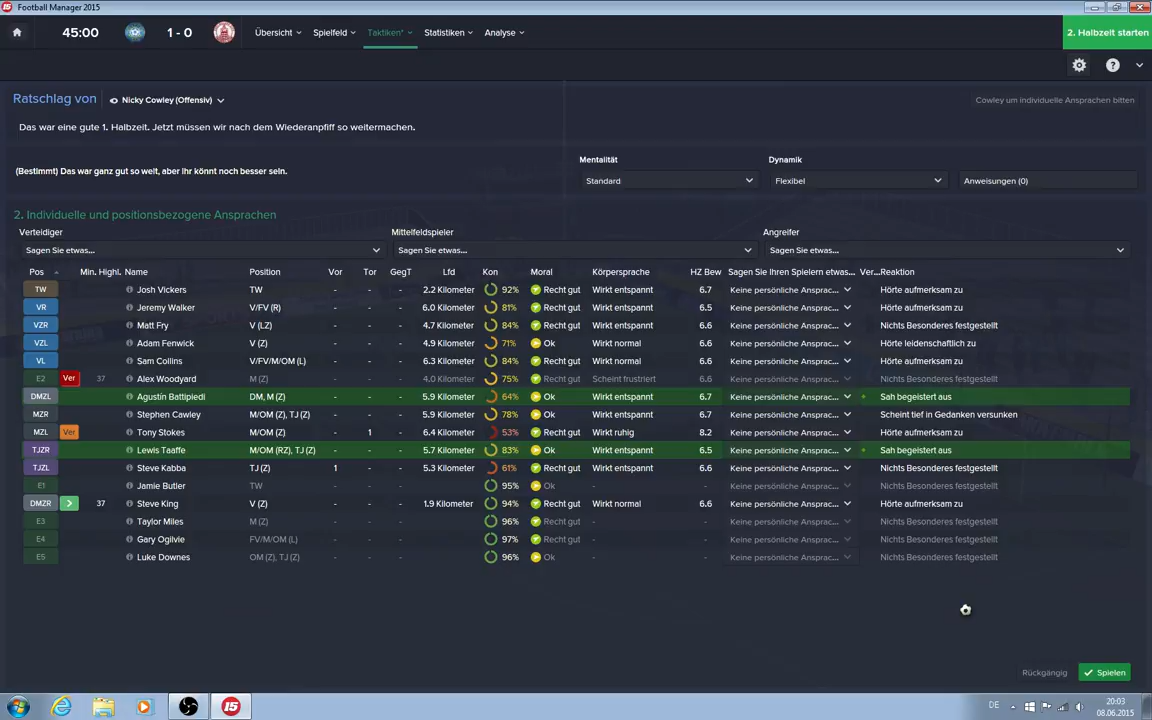 Football Manager 2015
45:00 1 - 0 Übersicht Spielfeld Taktiken* Statistiken Analyse 2. Halbzeit starten
Ratschlag von Nicky Cowley (Offensiv) Cowley um individuelle Ansprachen bitten
Das war eine gute 1. Halbzeit. Jetzt müssen wir nach dem Wiederanpfiff so weitermachen.
Mentalität Dynamik
(Bestimmt) Das war ganz gut so weit, aber Ihr könnt noch besser sein.
Standard Flexibel Anweisungen (0)
2. Individuelle und positionsbezogene Ansprachen
Verteidiger Mittelfeldspieler Angreifer
Sagen Sie etwas... Sagen Sie etwas... Sagen Sie etwas...
Pos Min. Highl. Name Position Vor Tor GegT Lfd Kon Moral Körpersprache HZ Bew Sagen Sie Ihren Spielern etwas... Ver... Reaktion
TW Josh Vickers TW - - - 2.2 Kilometer 92% Recht gut Wirkt entspannt 6.7 Keine persönliche Ansprac... Hörte aufmerksam zu
VR Jeremy Walker V/FV (R) - - - 6.0 Kilometer 81% Recht gut Wirkt entspannt 6.5 Keine persönliche Ansprac... Hörte aufmerksam zu
VZR Matt Fry V (LZ) - - - 4.7 Kilometer 84% Recht gut Wirkt entspannt 6.6 Keine persönliche Ansprac... Nichts Besonderes festgestellt
VZL Adam Fenwick V (Z) - - - 4.9 Kilometer 71% Ok Wirkt normal 6.6 Keine persönliche Ansprac... Hörte leidenschaftlich zu
VL Sam Collins V/FV/M/OM (L) - - - 6.3 Kilometer 84% Recht gut Wirkt normal 6.6 Keine persönliche Ansprac... Hörte aufmerksam zu
E2 Ver 37 Alex Woodyard M (Z) - - - 4.0 Kilometer 75% Recht gut Scheint frustriert 6.6 Keine persönliche Ansprac... Nichts Besonderes festgestellt
DMZL Agustín Battipiedi DM, M (Z) - - - 5.9 Kilometer 64% Ok Wirkt entspannt 6.7 Keine persönliche Ansprac... Sah begeistert aus
MZR Stephen Cawley M/OM (Z), TJ (Z) - - - 5.9 Kilometer 78% Ok Wirkt entspannt 6.7 Keine persönliche Ansprac... Scheint tief in Gedanken versunken
MZL Ver Tony Stokes M/OM (Z) - 1 - 6.4 Kilometer 53% Recht gut Wirkt ruhig 8.2 Keine persönliche Ansprac... Hörte aufmerksam zu
TJZR Lewis Taaffe M/OM (RZ), TJ (Z) - - - 5.7 Kilometer 83% Ok Wirkt entspannt 6.5 Keine persönliche Ansprac... Sah begeistert aus
TJZL Steve Kabba TJ (Z) 1 - - 5.3 Kilometer 61% Recht gut Wirkt entspannt 6.6 Keine persönliche Ansprac... Nichts Besonderes festgestellt
E1 Jamie Butler TW - - - 95% Ok - - Keine persönliche Ansprac... Nichts Besonderes festgestellt
DMZR 37 Steve King V (Z) - - - 1.9 Kilometer 94% Recht gut Wirkt normal 6.6 Keine persönliche Ansprac... Hörte aufmerksam zu
E3 Taylor Miles M (Z) - - - 96% Recht gut - - Keine persönliche Ansprac... Nichts Besonderes festgestellt
E4 Gary Ogilvie FV/M/OM (L) - - - 97% Recht gut - - Keine persönliche Ansprac... Nichts Besonderes festgestellt
E5 Luke Downes OM (Z), TJ (Z) - - - 96% Ok - - Keine persönliche Ansprac... Nichts Besonderes festgestellt
Rückgängig Spielen
DE 20:03
08.06.2015